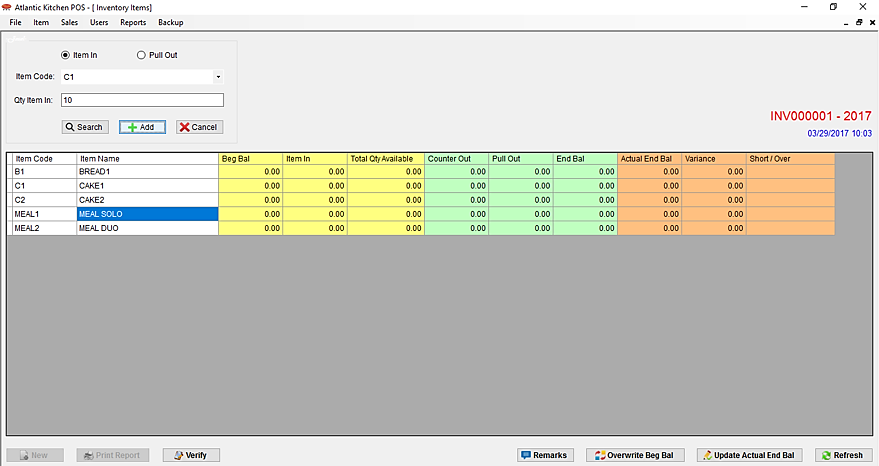 Atlantic Kitchen POS - [ Inventory Items]
File Item Sales Users Reports Backup
Item In Pull Out
Item Code: C1
Qty Item In: 10
Search Add Cancel
INV000001 - 2017
03/29/2017 10:03
Item Code Item Name Beg Bal Item In Total Qty Available Counter Out Pull Out End Bal Actual End Bal Variance Short / Over
B1 BREAD1 0.00 0.00 0.00 0.00 0.00 0.00 0.00 0.00
C1 CAKE1 0.00 0.00 0.00 0.00 0.00 0.00 0.00 0.00
C2 CAKE2 0.00 0.00 0.00 0.00 0.00 0.00 0.00 0.00
MEAL1 MEAL SOLO 0.00 0.00 0.00 0.00 0.00 0.00 0.00 0.00
MEAL2 MEAL DUO 0.00 0.00 0.00 0.00 0.00 0.00 0.00 0.00
New Print Report Verify Remarks Overwrite Beg Bal Update Actual End Bal Refresh